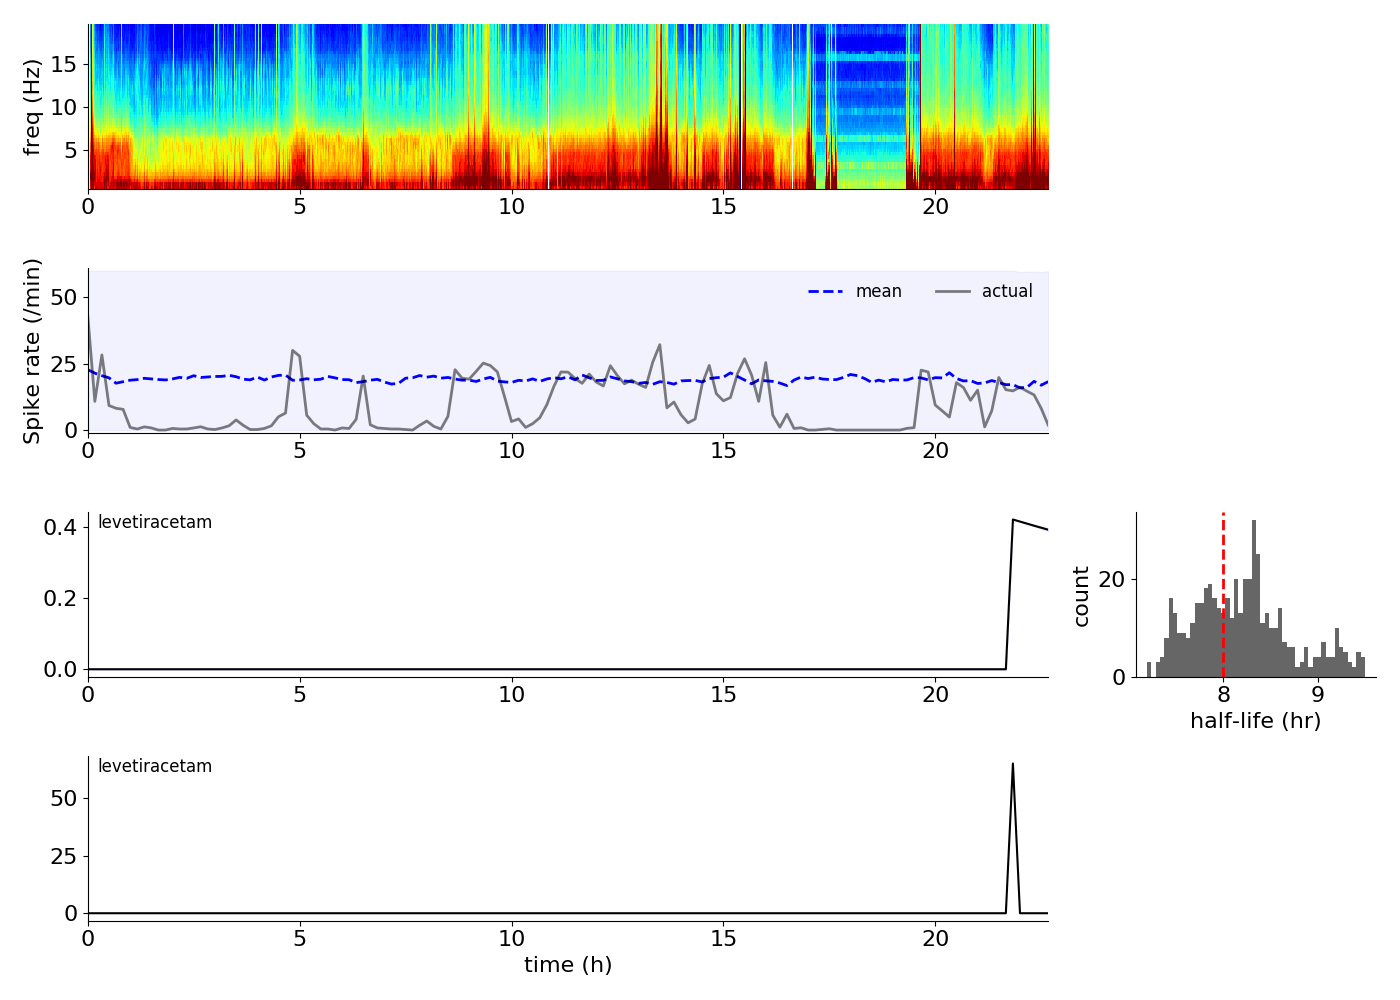 freq (Hz)
15
10
5
0 5 10 15 20
Spike rate (/min)
50
25
0
mean actual
0 5 10 15 20
levetiracetam
0.4
0.2
0.0
0 5 10 15 20
count
20
0
8 9
half-life (hr)
levetiracetam
50
25
0
0 5 10 15 20
time (h)